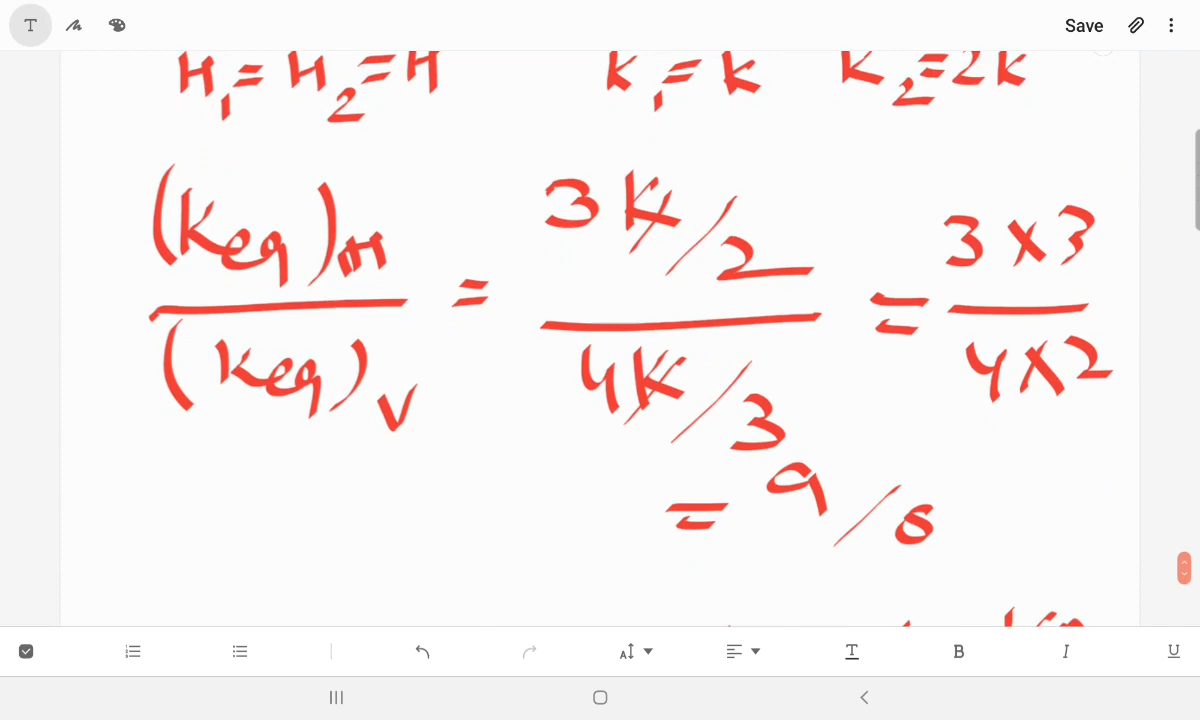 Save
H₁ = H₂ = H K₁ = K K₂ = 2K
(Keq)H / (Keq)V = (3K/2) / (4K/3) = (3 x 3) / (4 x 2)
= 9/8